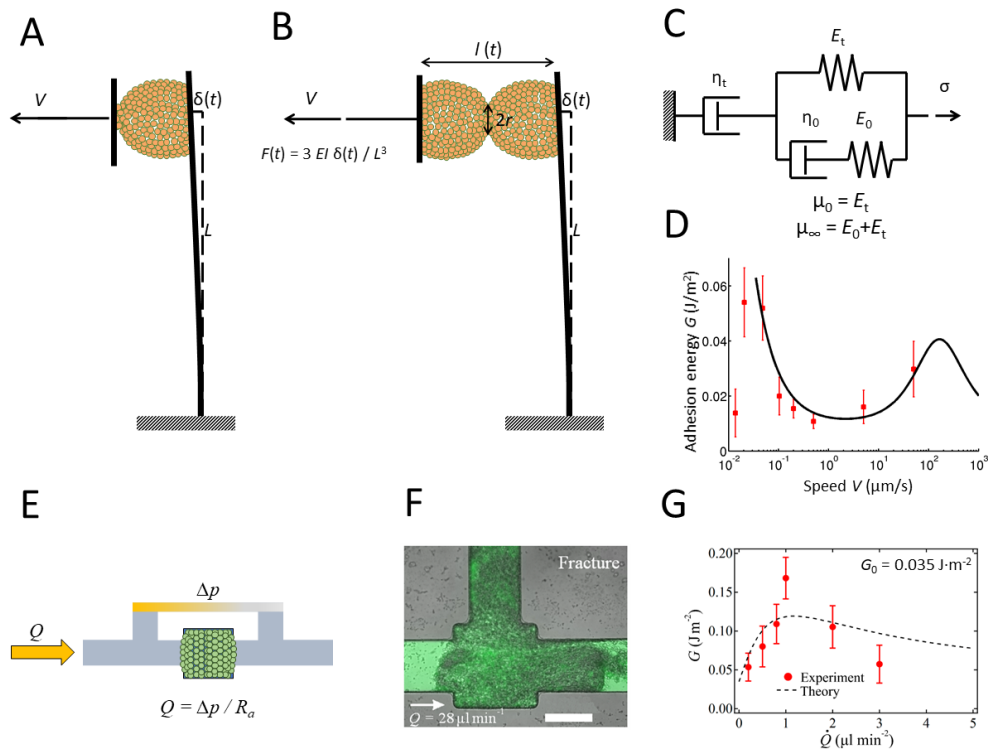 A
V
δ(t)
L
B
l (t)
V
δ(t)
2r
F(t) = 3 EI δ(t) / L³
L
C
Eₜ
ηₜ
σ
η₀
E₀
μ₀ = Eₜ
μ∞ = E₀+Eₜ
D
Adhesion energy G (J/m²)
0.06
0.04
0.02
0
10⁻² 10⁻¹ 10⁰ 10¹ 10² 10³
Speed V (μm/s)
E
Δp
Q
Q = Δp / Rₐ
F
Fracture
Q = 28 μl min⁻¹
G
G₀ = 0.035 J·m⁻²
G (J m⁻²)
0.20
0.15
0.10
0.05
0.00
Experiment
Theory
0 1 2 3 4 5
Q̇ (μl min⁻²)